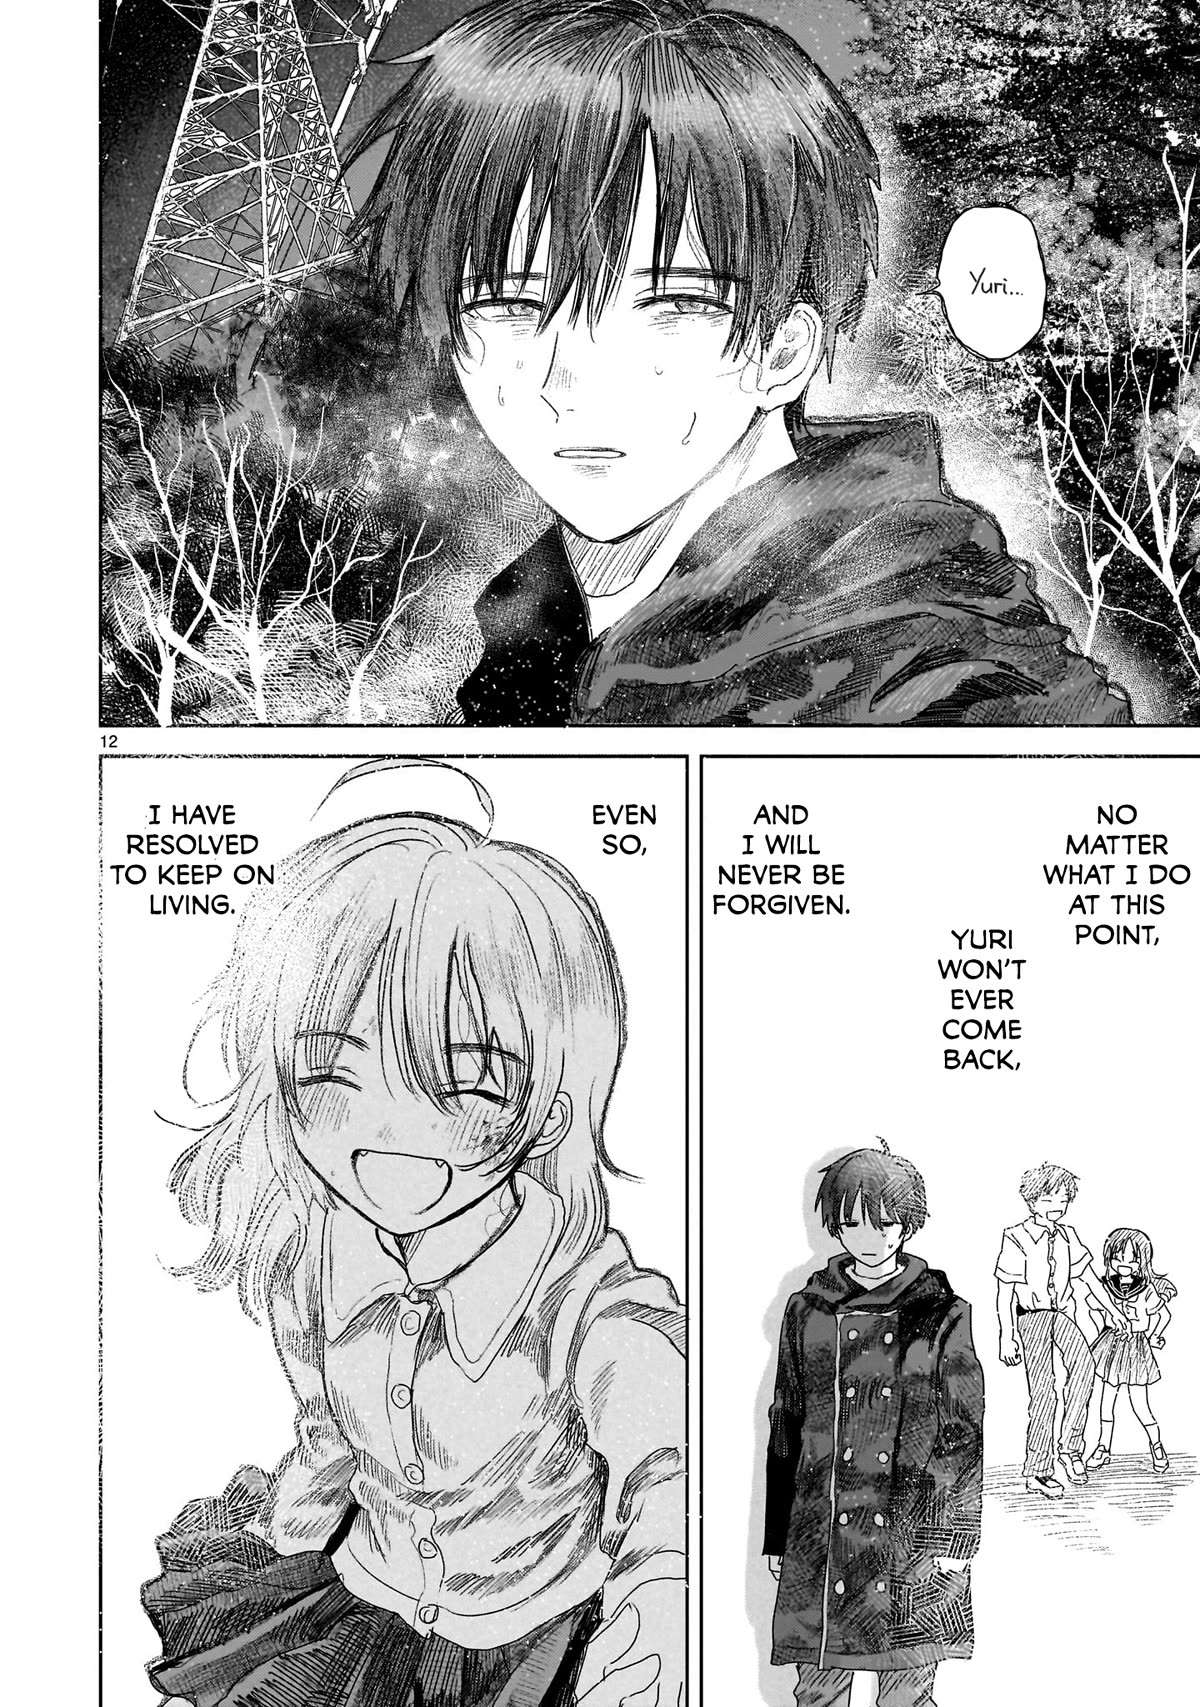 Yuri...
12
NO
MATTER
WHAT I DO
AT THIS
POINT,
YURI
WON'T
EVER
COME
BACK,
AND
I WILL
NEVER BE
FORGIVEN.
EVEN
SO,
I HAVE
RESOLVED
TO KEEP ON
LIVING.